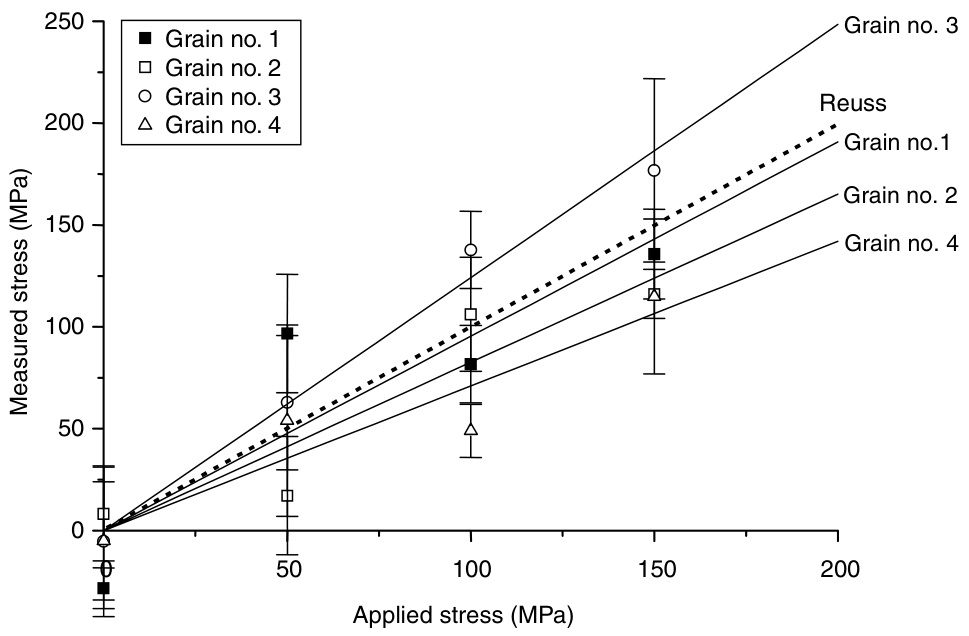 250
200
150
100
50
0
Measured stress (MPa)
Grain no. 1
Grain no. 2
Grain no. 3
Grain no. 4
Grain no. 3
Reuss
Grain no.1
Grain no. 2
Grain no. 4
0
50
100
150
200
Applied stress (MPa)